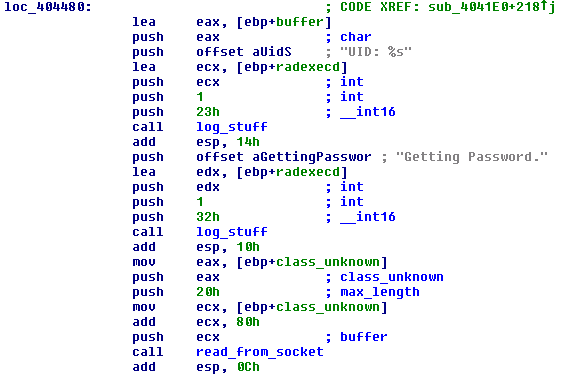 loc_404480: ; CODE XREF: sub_4041E0+218↑j
lea eax, [ebp+buffer]
push eax ; char
push offset aUidS ; "UID: %s"
lea ecx, [ebp+radexecd]
push ecx ; int
push 1 ; int
push 23h ; __int16
call log_stuff
add esp, 14h
push offset aGettingPasswor ; "Getting Password."
lea edx, [ebp+radexecd]
push edx ; int
push 1 ; int
push 32h ; __int16
call log_stuff
add esp, 10h
mov eax, [ebp+class_unknown]
push eax ; class_unknown
push 20h ; max_length
mov ecx, [ebp+class_unknown]
add ecx, 80h
push ecx ; buffer
call read_from_socket
add esp, 0Ch